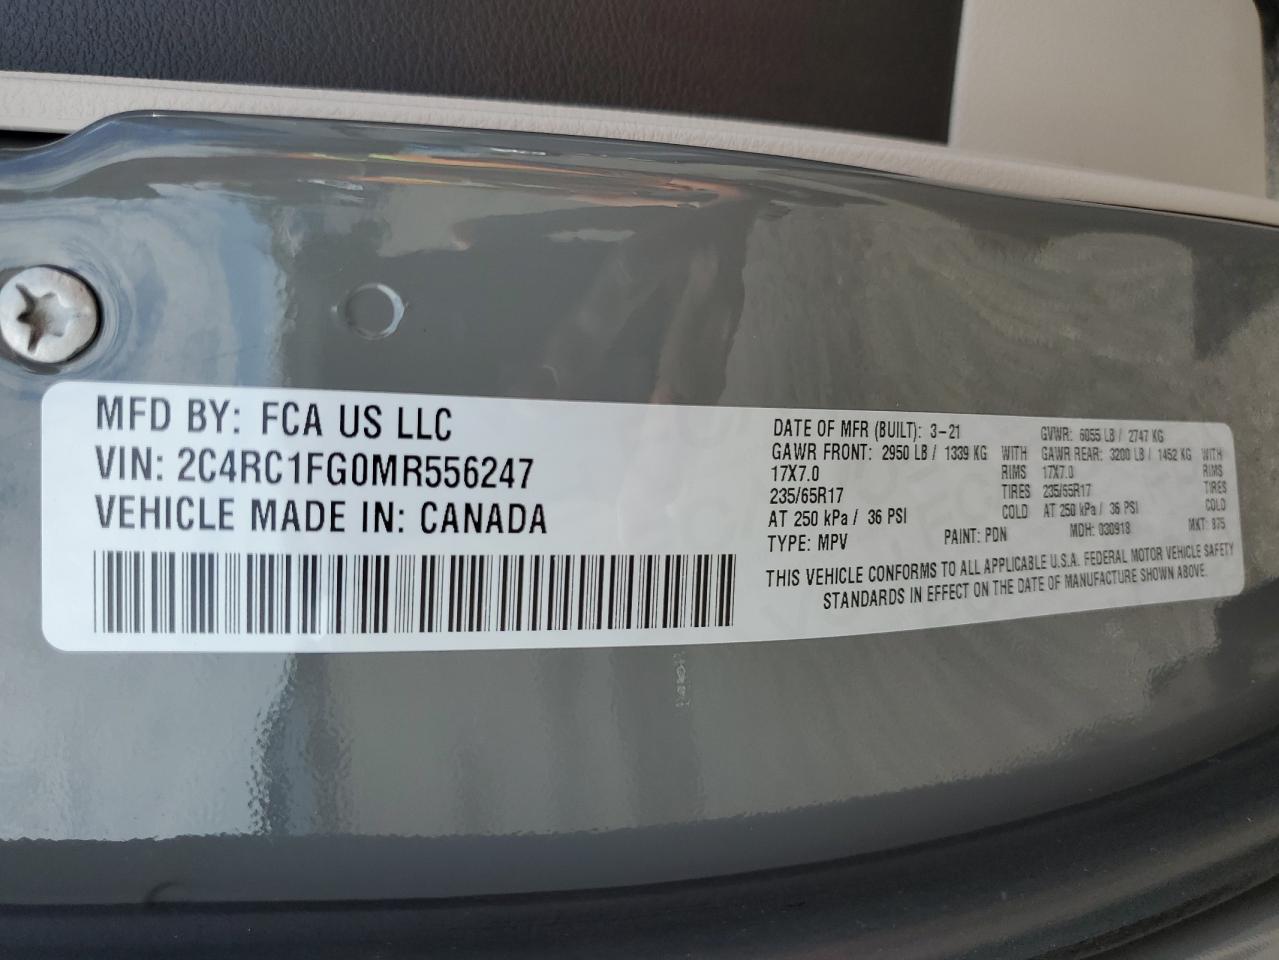 MFD BY: FCA US LLC
VIN: 2C4RC1FG0MR556247
VEHICLE MADE IN: CANADA
DATE OF MFR (BUILT): 3-21 GVWR: 6055 LB / 2747 KG
GAWR FRONT: 2950 LB / 1339 KG WITH GAWR REAR: 3200 LB / 1452 KG WITH
17X7.0 RIMS 17X7.0 RIMS
235/65R17 TIRES 235/65R17 TIRES
AT 250 kPa / 36 PSI COLD AT 250 kPa / 36 PSI COLD
TYPE: MPV PAINT: PDN MDH: 030918 MKT: 875
THIS VEHICLE CONFORMS TO ALL APPLICABLE U.S.A. FEDERAL MOTOR VEHICLE SAFETY
STANDARDS IN EFFECT ON THE DATE OF MANUFACTURE SHOWN ABOVE.